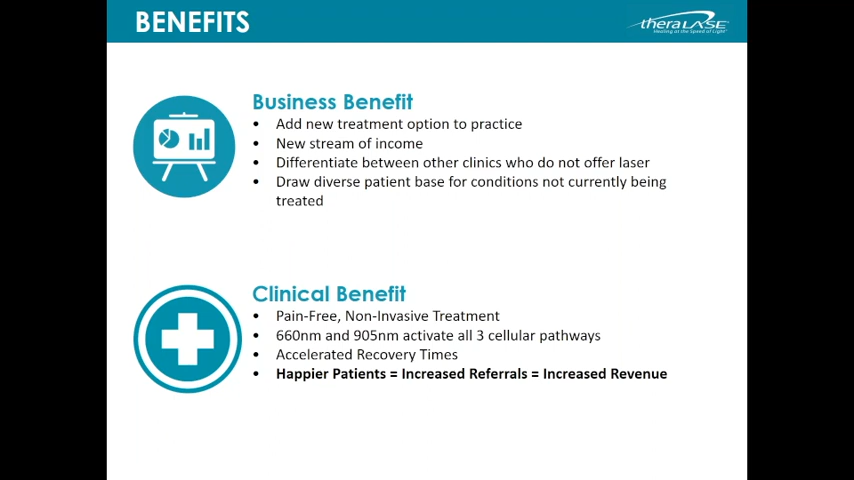 BENEFITS
theraLASE
Healing at the Speed of Light
Business Benefit
• Add new treatment option to practice
• New stream of income
• Differentiate between other clinics who do not offer laser
• Draw diverse patient base for conditions not currently being
treated
Clinical Benefit
• Pain-Free, Non-Invasive Treatment
• 660nm and 905nm activate all 3 cellular pathways
• Accelerated Recovery Times
• Happier Patients = Increased Referrals = Increased Revenue